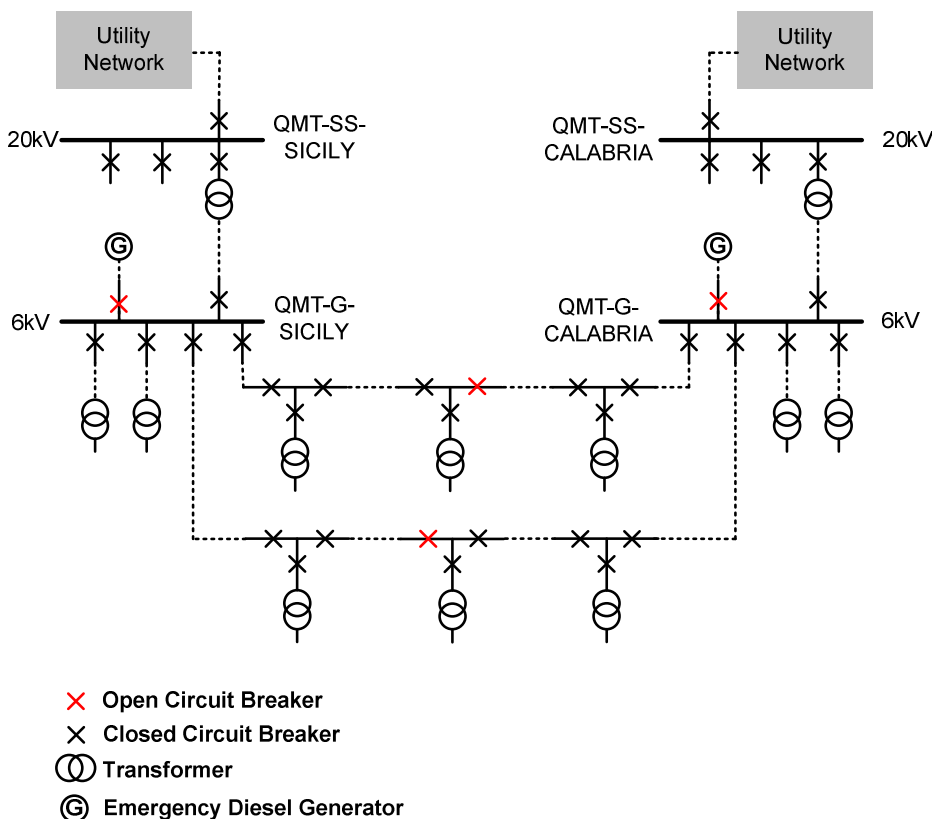 Utility
Network
Utility
Network
20kV
QMT-SS-
SICILY
QMT-SS-
CALABRIA
20kV
G
G
6kV
QMT-G-
SICILY
QMT-G-
CALABRIA
6kV
Open Circuit Breaker
Closed Circuit Breaker
Transformer
G Emergency Diesel Generator